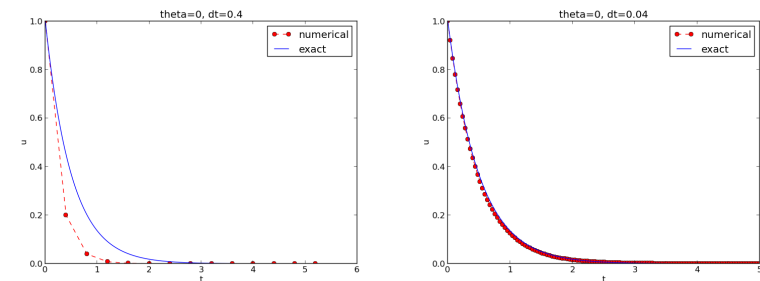 theta=0, dt=0.4
numerical
exact
1.0
0.8
0.6
0.4
0.2
0.0
u
0 1 2 3 4 5 6
t
theta=0, dt=0.04
numerical
exact
1.0
0.8
0.6
0.4
0.2
0.0
u
0 1 2 3 4 5
t